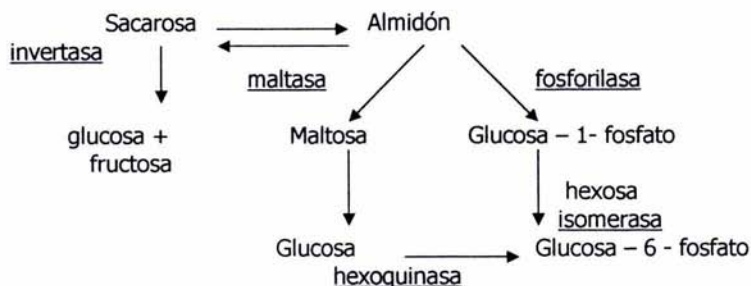 Sacarosa Almidón
invertasa
maltasa fosforilasa
glucosa + Maltosa Glucosa – 1- fosfato
fructosa
hexosa
isomerasa
Glucosa Glucosa – 6 - fosfato
hexoquinasa